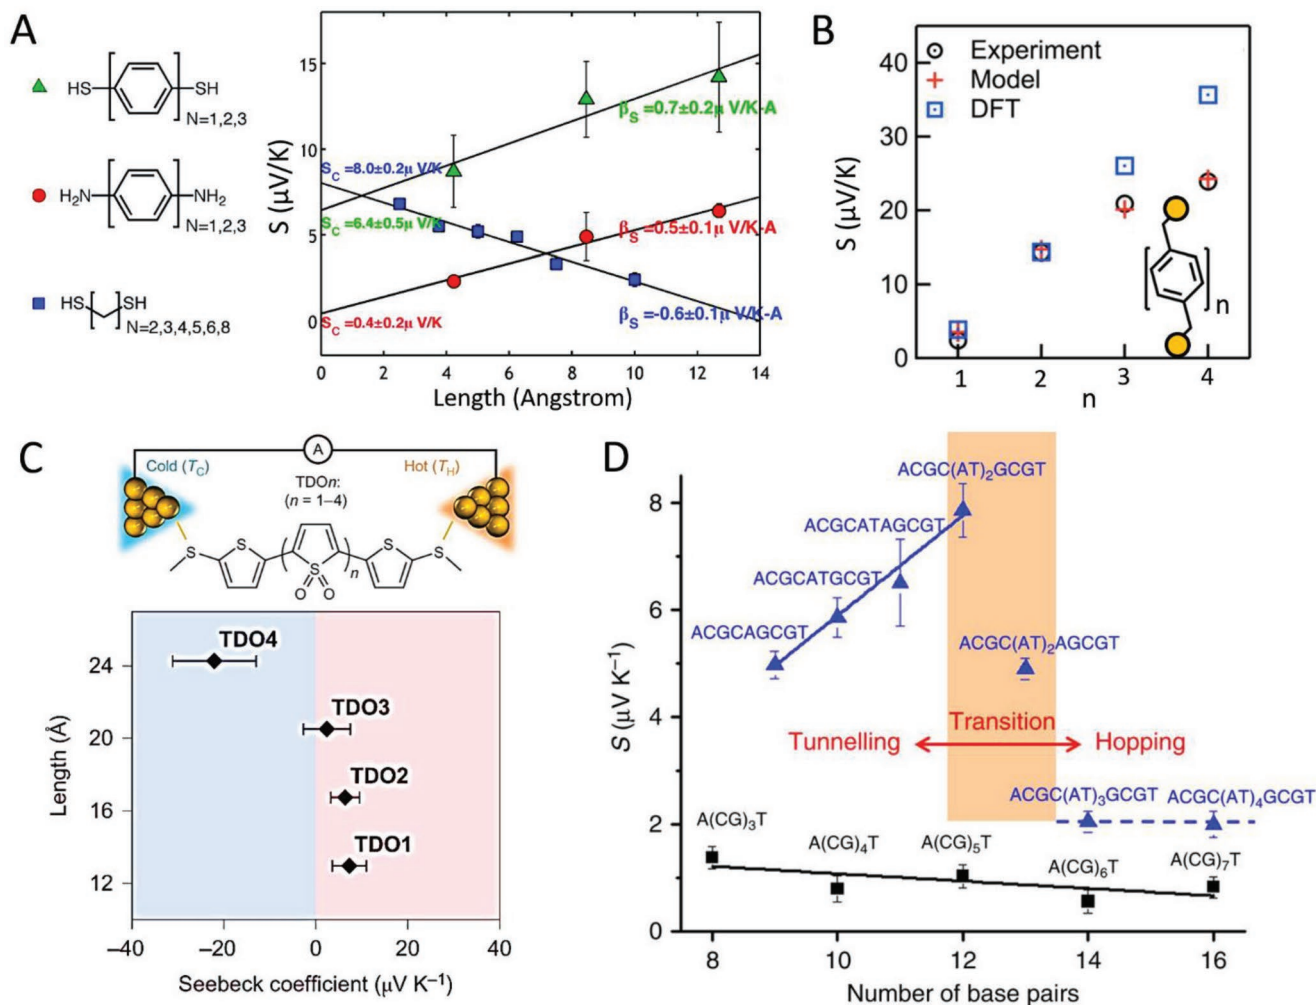 A
HS
SH
N=1,2,3
H₂N
NH₂
N=1,2,3
HS
SH
N=2,3,4,5,6,8
S (μV/K)
15
10
5
0
S_C =8.0±0.2μ V/K
S_C =6.4±0.5μ V/K
S_C =0.4±0.2μ V/K
β_S =0.7±0.2μ V/K-A
β_S =0.5±0.1μ V/K-A
β_S =-0.6±0.1μ V/K-A
0 2 4 6 8 10 12 14
Length (Angstrom)
B
Experiment
Model
DFT
S (μV/K)
40
30
20
10
0
n
1 2 3 4
n
C
A
Cold (T_C)
Hot (T_H)
TDOn:
(n = 1–4)
S
S
S
S
S
n
O O
Length (Å)
24
20
16
12
TDO4
TDO3
TDO2
TDO1
–40 –20 0 20 40
Seebeck coefficient (μV K⁻¹)
D
S (μV K⁻¹)
8
6
4
2
0
ACGC(AT)₂GCGT
ACGCATAGCGT
ACGCATGCGT
ACGCAGCGT
ACGC(AT)₂AGCGT
Transition
Tunnelling
Hopping
ACGC(AT)₃GCGT
ACGC(AT)₄GCGT
A(CG)₃T
A(CG)₄T
A(CG)₅T
A(CG)₆T
A(CG)₇T
8 10 12 14 16
Number of base pairs